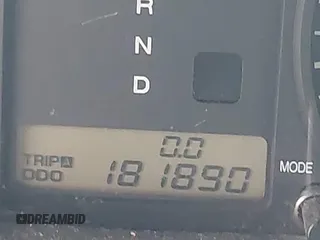 R
N
D
0.0
TRIP A
ODO 181890
MODE
DREAMBID